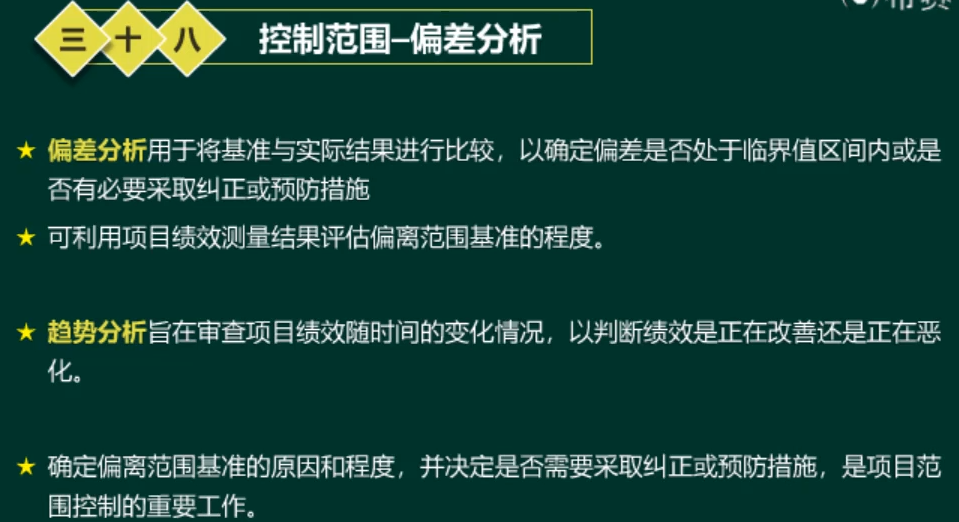 三十八 控制范围–偏差分析
★ 偏差分析用于将基准与实际结果进行比较，以确定偏差是否处于临界值区间内或是
否有必要采取纠正或预防措施
★ 可利用项目绩效测量结果评估偏离范围基准的程度。
★ 趋势分析旨在审查项目绩效随时间的变化情况，以判断绩效是正在改善还是正在恶
化。
★ 确定偏离范围基准的原因和程度，并决定是否需要采取纠正或预防措施，是项目范
围控制的重要工作。